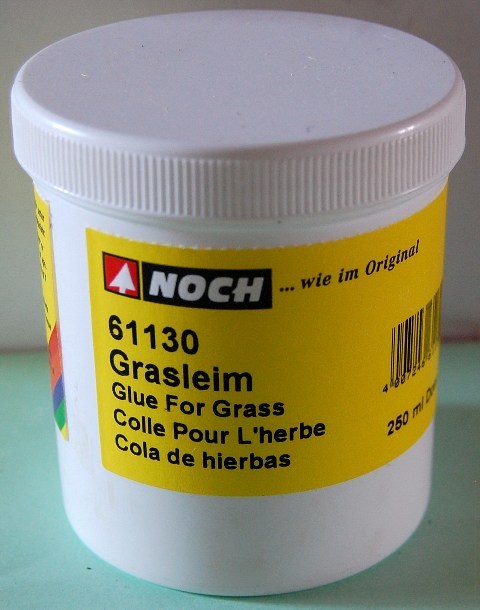 NOCH ... wie im Original
61130
Grasleim
Glue For Grass
Colle Pour L'herbe
Cola de hierbas
250 ml